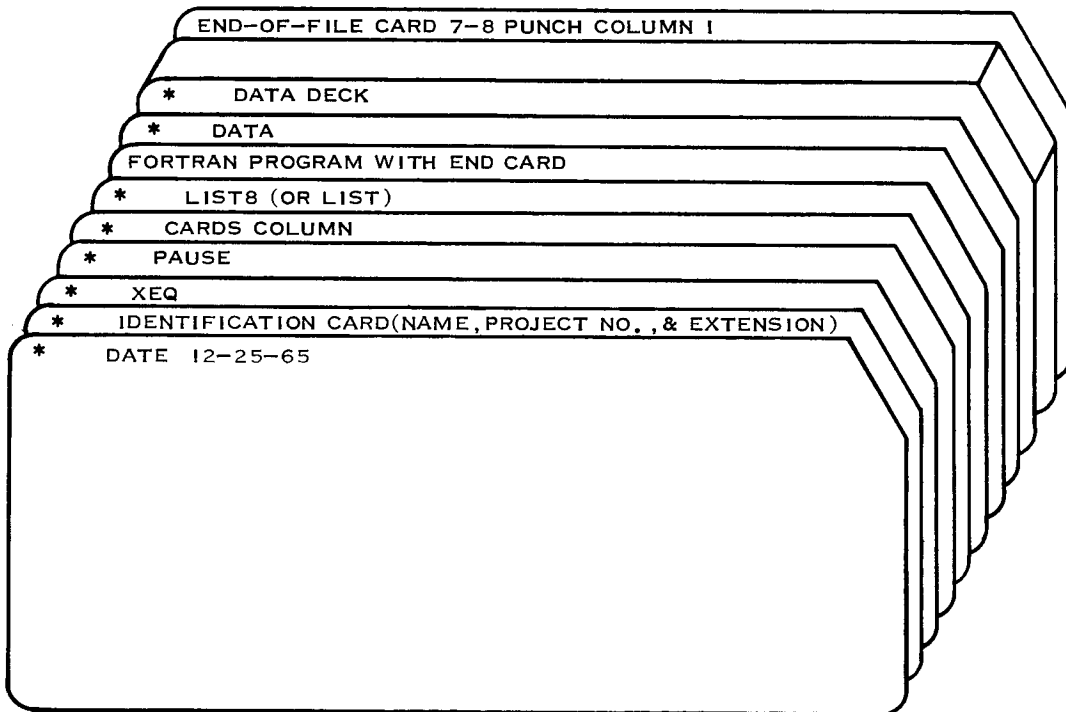 END-OF-FILE CARD 7-8 PUNCH COLUMN 1
* DATA DECK
* DATA
FORTRAN PROGRAM WITH END CARD
* LIST8 (OR LIST)
* CARDS COLUMN
* PAUSE
* XEQ
* IDENTIFICATION CARD(NAME,PROJECT NO.,& EXTENSION)
* DATE 12-25-65